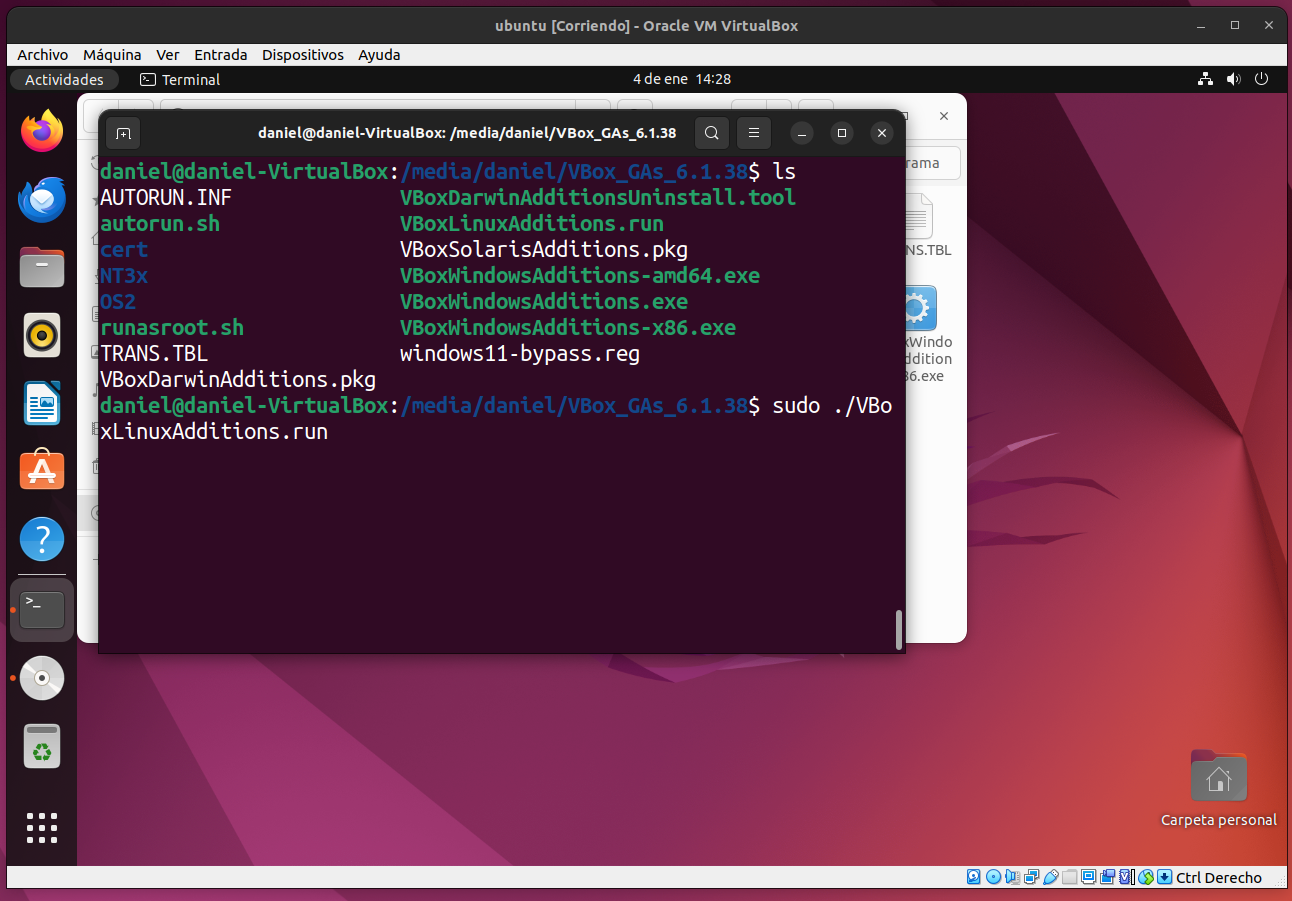 ubuntu [Corriendo] - Oracle VM VirtualBox
Archivo Máquina Ver Entrada Dispositivos Ayuda
Actividades Terminal 4 de ene 14:28
daniel@daniel-VirtualBox: /media/daniel/VBox_GAs_6.1.38
daniel@daniel-VirtualBox:/media/daniel/VBox_GAs_6.1.38$ ls
AUTORUN.INF VBoxDarwinAdditionsUninstall.tool
autorun.sh VBoxLinuxAdditions.run
cert VBoxSolarisAdditions.pkg
NT3x VBoxWindowsAdditions-amd64.exe
OS2 VBoxWindowsAdditions.exe
runasroot.sh VBoxWindowsAdditions-x86.exe
TRANS.TBL windows11-bypass.reg
VBoxDarwinAdditions.pkg
daniel@daniel-VirtualBox:/media/daniel/VBox_GAs_6.1.38$ sudo ./VBo
xLinuxAdditions.run
rama
NS.TBL
xWindo
ddition
86.exe
Carpeta personal
Ctrl Derecho